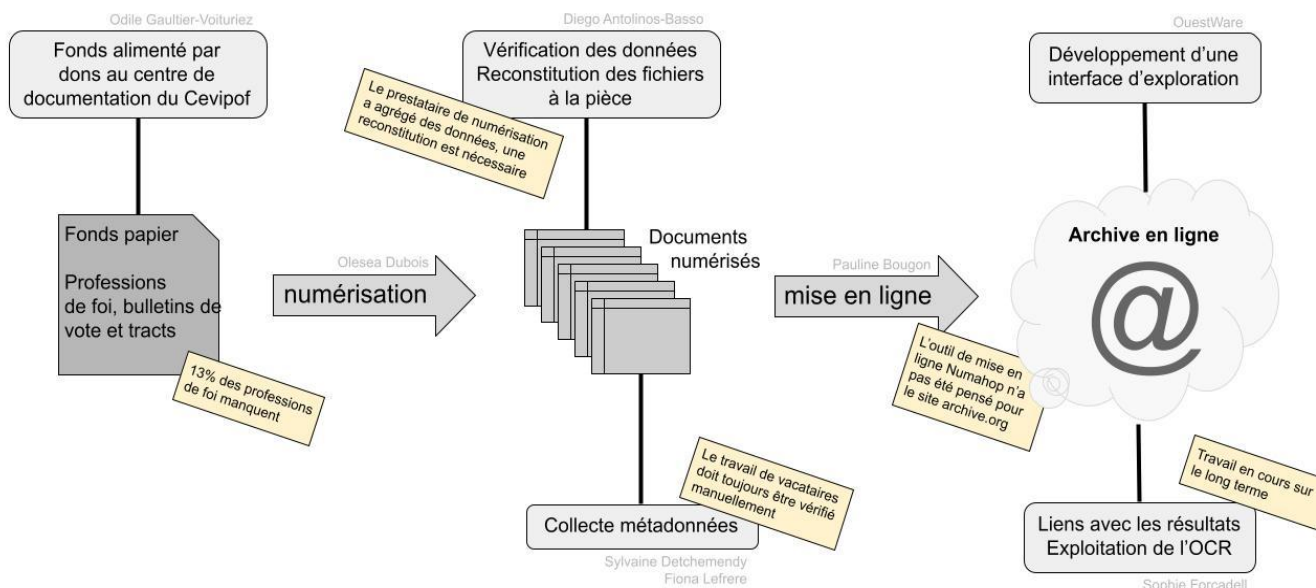 Odile Gaultier-Voituriez
Fonds alimenté par
dons au centre de
documentation du Cevipof
Fonds papier
Professions
de foi, bulletins de
vote et tracts
13% des professions
de foi manquent
Olesea Dubois
numérisation
Diego Antolinos-Basso
Vérification des données
Reconstitution des fichiers
à la pièce
Le prestataire de numérisation
a agrégé des données, une
reconstitution est nécessaire
Documents
numérisés
Le travail de vacataires
doit toujours être vérifié
manuellement
Collecte métadonnées
Sylvaine Detchemendy
Fiona Lefrere
Pauline Bougon
mise en ligne
L'outil de mise en
ligne Numahop n'a
pas été pensé pour
le site archive.org
OuestWare
Développement d'une
interface d'exploration
Archive en ligne
@
Travail en cours sur
le long terme
Liens avec les résultats
Exploitation de l'OCR
Sophie Forcadell